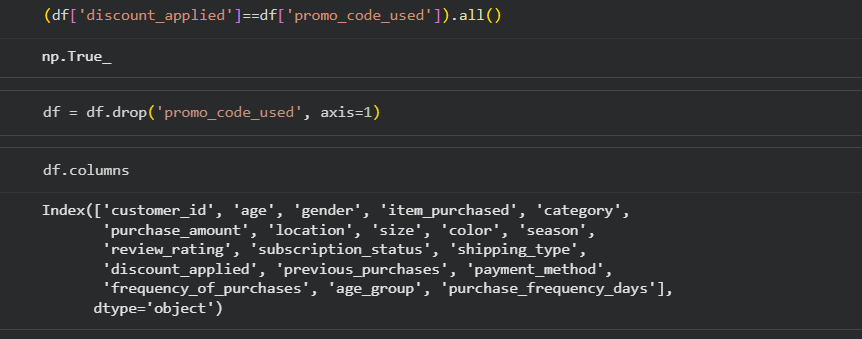 (df['discount_applied']==df['promo_code_used']).all()
np.True_
df = df.drop('promo_code_used', axis=1)
df.columns
Index(['customer_id', 'age', 'gender', 'item_purchased', 'category',
'purchase_amount', 'location', 'size', 'color', 'season',
'review_rating', 'subscription_status', 'shipping_type',
'discount_applied', 'previous_purchases', 'payment_method',
'frequency_of_purchases', 'age_group', 'purchase_frequency_days'],
dtype='object')